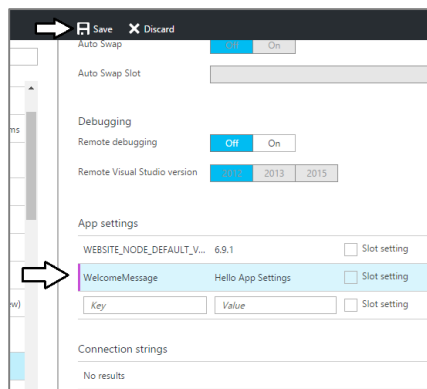 Save Discard
Auto Swap Off On
Auto Swap Slot
Debugging
ms
Remote debugging Off On
Remote Visual Studio version 2012 2013 2015
App settings
WEBSITE_NODE_DEFAULT_V... 6.9.1 Slot setting
WelcomeMessage Hello App Settings Slot setting
ew) Key Value Slot setting
Connection strings
No results